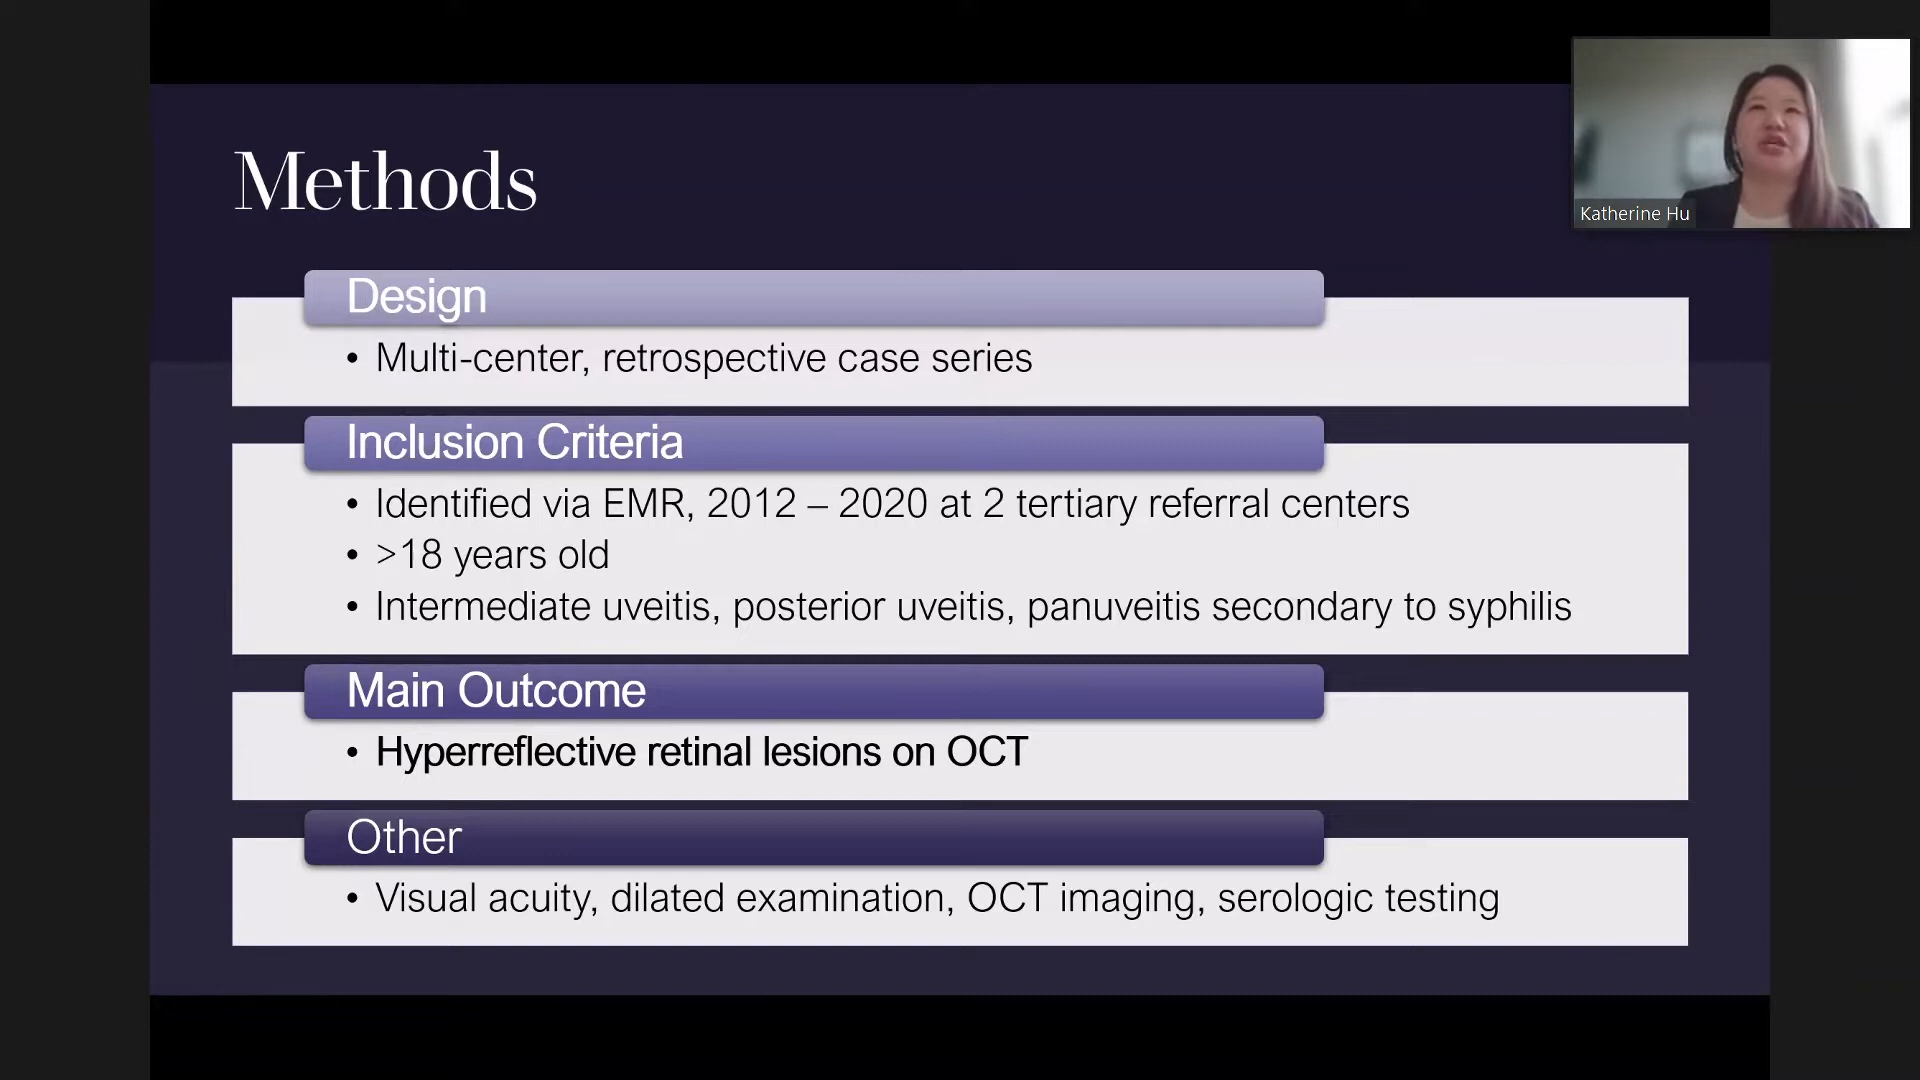 Methods
Katherine Hu
Design
• Multi-center, retrospective case series
Inclusion Criteria
• Identified via EMR, 2012 – 2020 at 2 tertiary referral centers
• >18 years old
• Intermediate uveitis, posterior uveitis, panuveitis secondary to syphilis
Main Outcome
• Hyperreflective retinal lesions on OCT
Other
• Visual acuity, dilated examination, OCT imaging, serologic testing